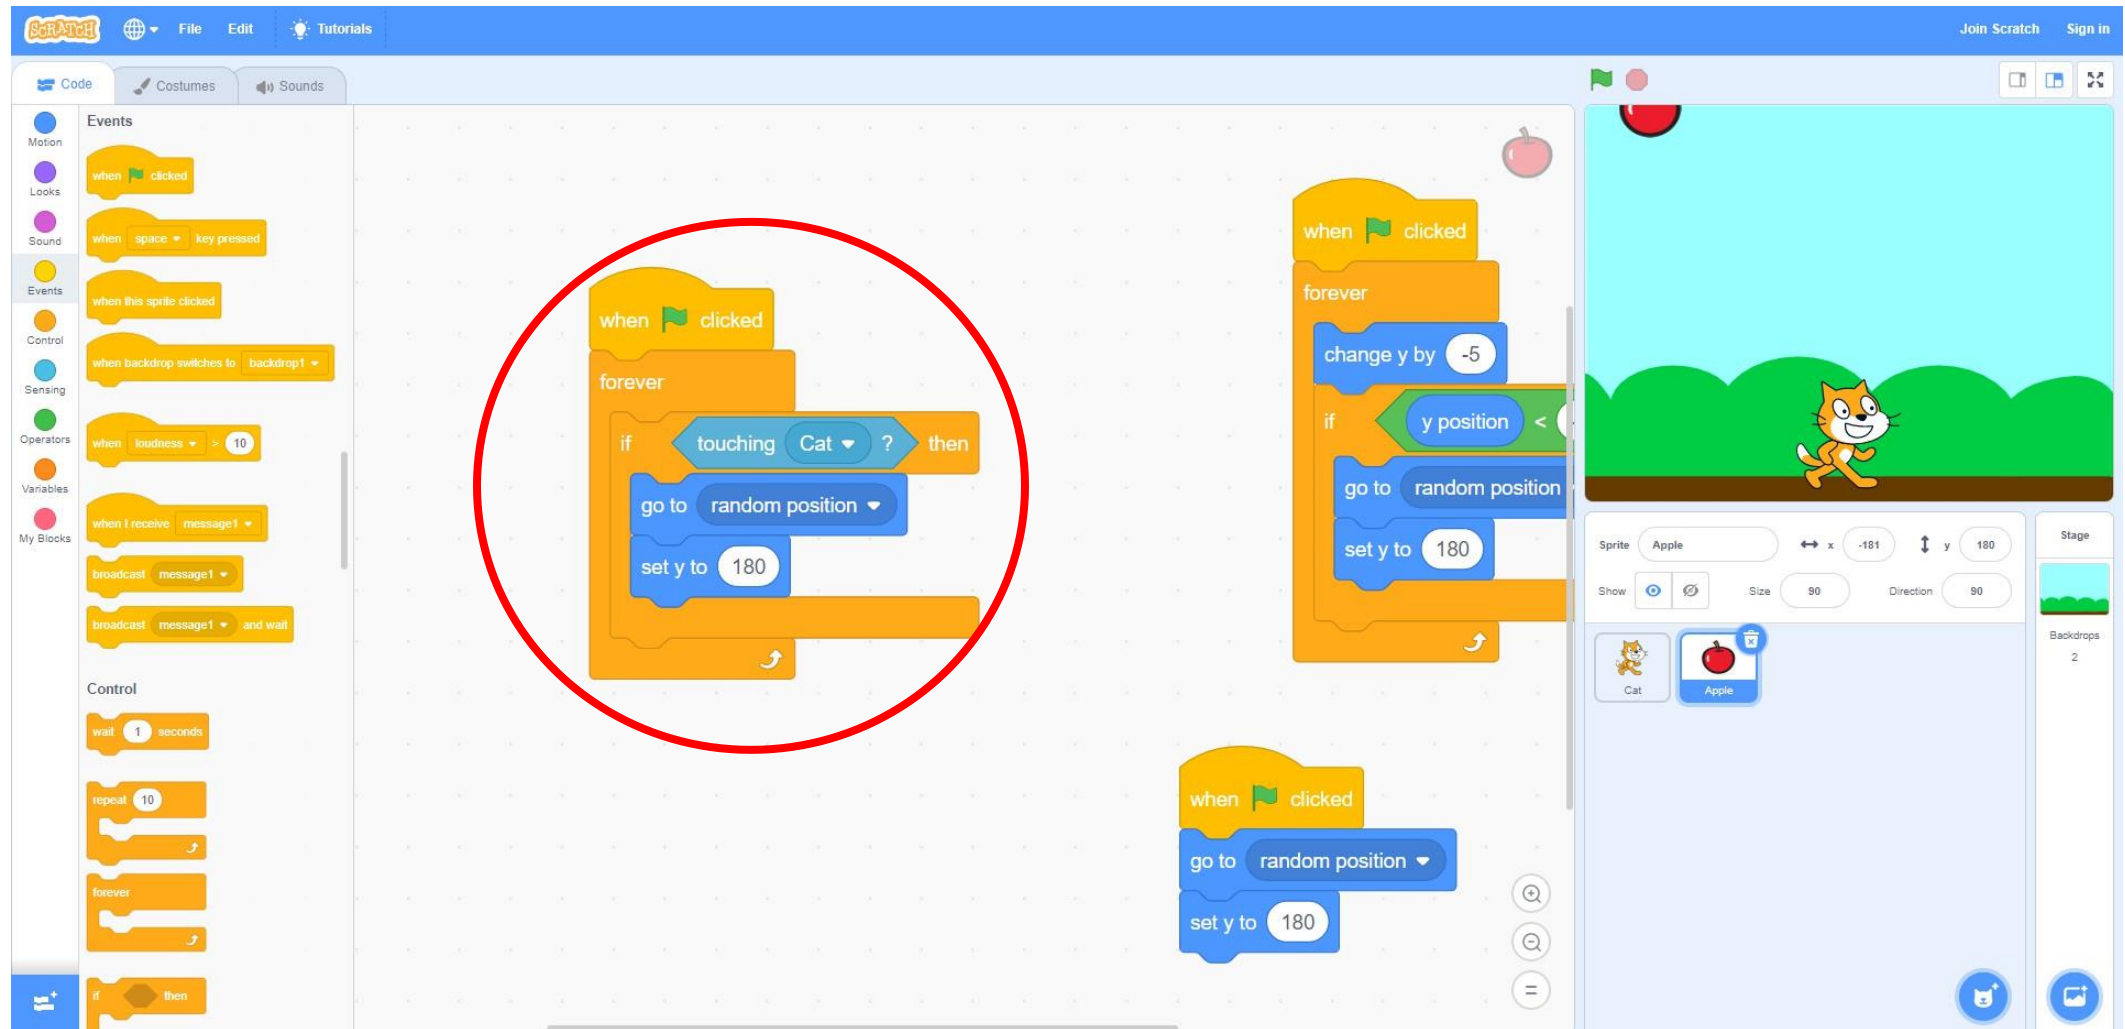 SCRATCH File Edit Tutorials Join Scratch Sign in
Code Costumes Sounds
Motion
Looks
Sound
Events
Control
Sensing
Operators
Variables
My Blocks
Events
when clicked
when space key pressed
when this sprite clicked
when backdrop switches to backdrop1
when loudness > 10
when I receive message1
broadcast message1
broadcast message1 and wait
Control
wait 1 seconds
repeat 10
forever
if then
when clicked
forever
if touching Cat ? then
go to random position
set y to 180
when clicked
forever
change y by -5
if y position <
go to random position
set y to 180
when clicked
go to random position
set y to 180
Sprite Apple x -181 y 180
Show Size 90 Direction 90
Cat
Apple
Stage
Backdrops
2